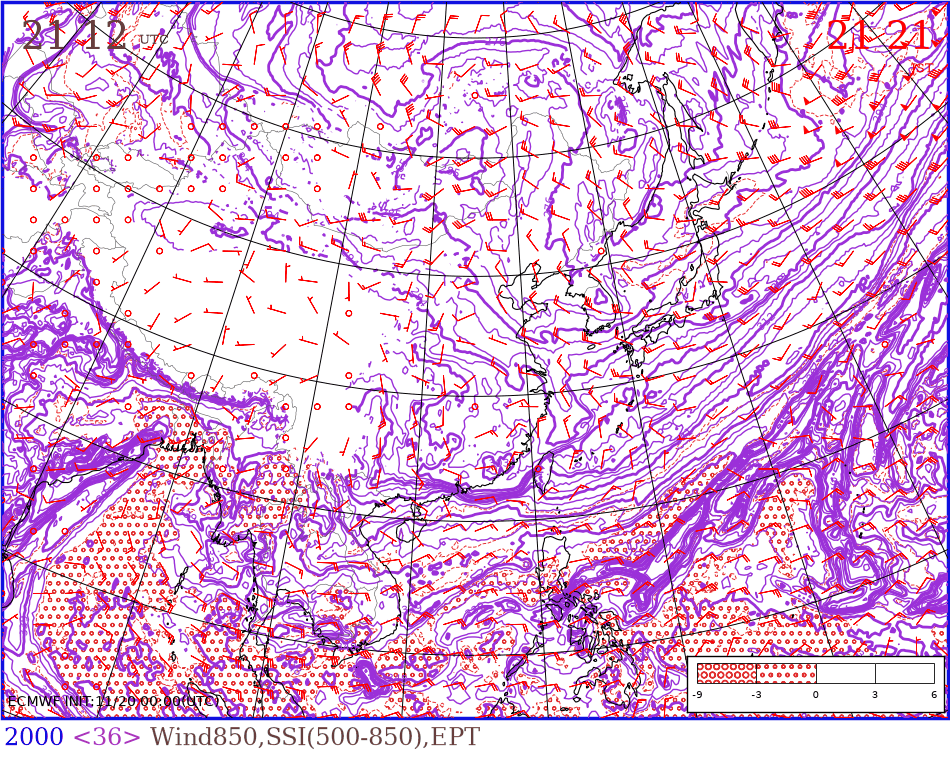 21 12 UTC
21 21
JST
ECMWF INIT:11/20 00:00(UTC)
-9 -3 0 3 6
2000 <36> Wind850,SSI(500-850),EPT